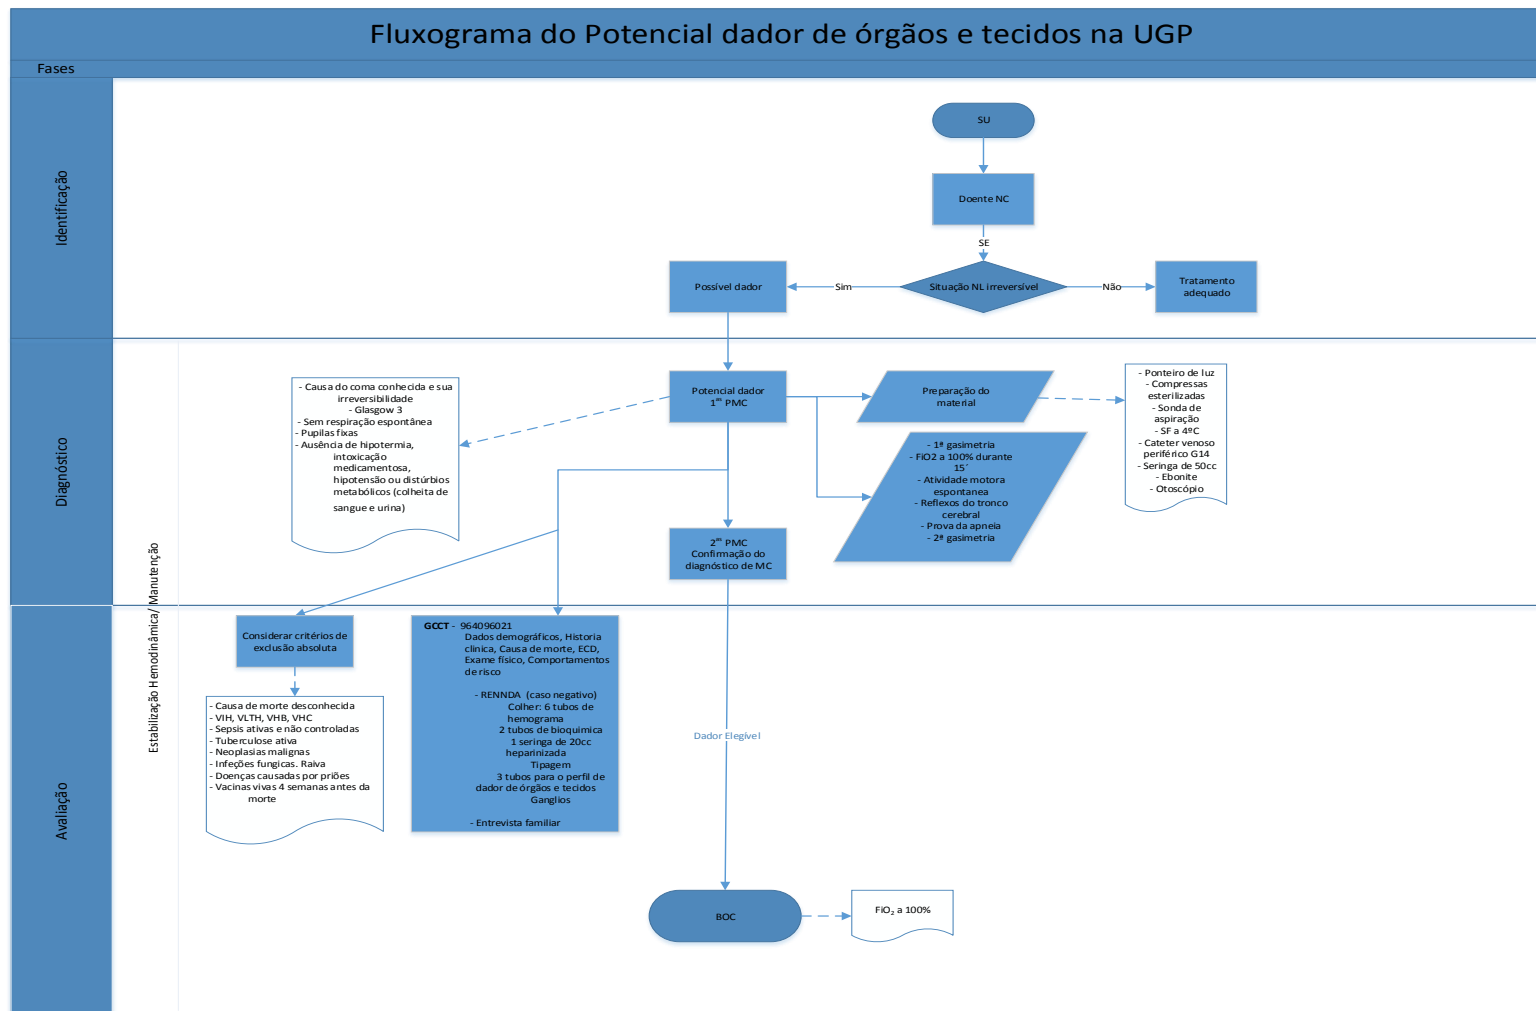 Fluxograma do Potencial dador de órgãos e tecidos na UGP
Fases
Identificação
SU
Doente NC
SE
Situação NL irreversível
Sim
Não
Possível dador
Tratamento
adequado
Diagnóstico
Estabilização Hemodinâmica/ Manutenção
- Causa do coma conhecida e sua
irreversibilidade
- Glasgow 3
- Sem respiração espontânea
- Pupilas fixas
- Ausência de hipotermia,
intoxicação
medicamentosa,
hipotensão ou distúrbios
metabólicos (colheita de
sangue e urina)
Potencial dador
1ªˢ PMC
Preparação do
material
- Ponteiro de luz
- Compressas
esterilizadas
- Sonda de
aspiração
- SF a 4ºC
- Cateter venoso
periférico G14
- Seringa de 50cc
- Ebonite
- Otoscópio
- 1ª gasimetria
- FiO2 a 100% durante
15´
- Atividade motora
espontanea
- Reflexos do tronco
cerebral
- Prova da apneia
- 2ª gasimetria
2ªˢ PMC
Confirmação do
diagnóstico de MC
Avaliação
Considerar critérios de
exclusão absoluta
- Causa de morte desconhecida
- VIH, VLTH, VHB, VHC
- Sepsis ativas e não controladas
- Tuberculose ativa
- Neoplasias malignas
- Infeções fungicas. Raiva
- Doenças causadas por priões
- Vacinas vivas 4 semanas antes da
morte
GCCT - 964096021
Dados demográficos, Historia
clinica, Causa de morte, ECD,
Exame físico, Comportamentos
de risco
- RENNDA (caso negativo)
Colher: 6 tubos de
hemograma
2 tubos de bioquimica
1 seringa de 20cc
heparinizada
Tipagem
3 tubos para o perfil de
dador de órgãos e tecidos
Ganglios
- Entrevista familiar
Dador Elegível
BOC
FiO₂ a 100%